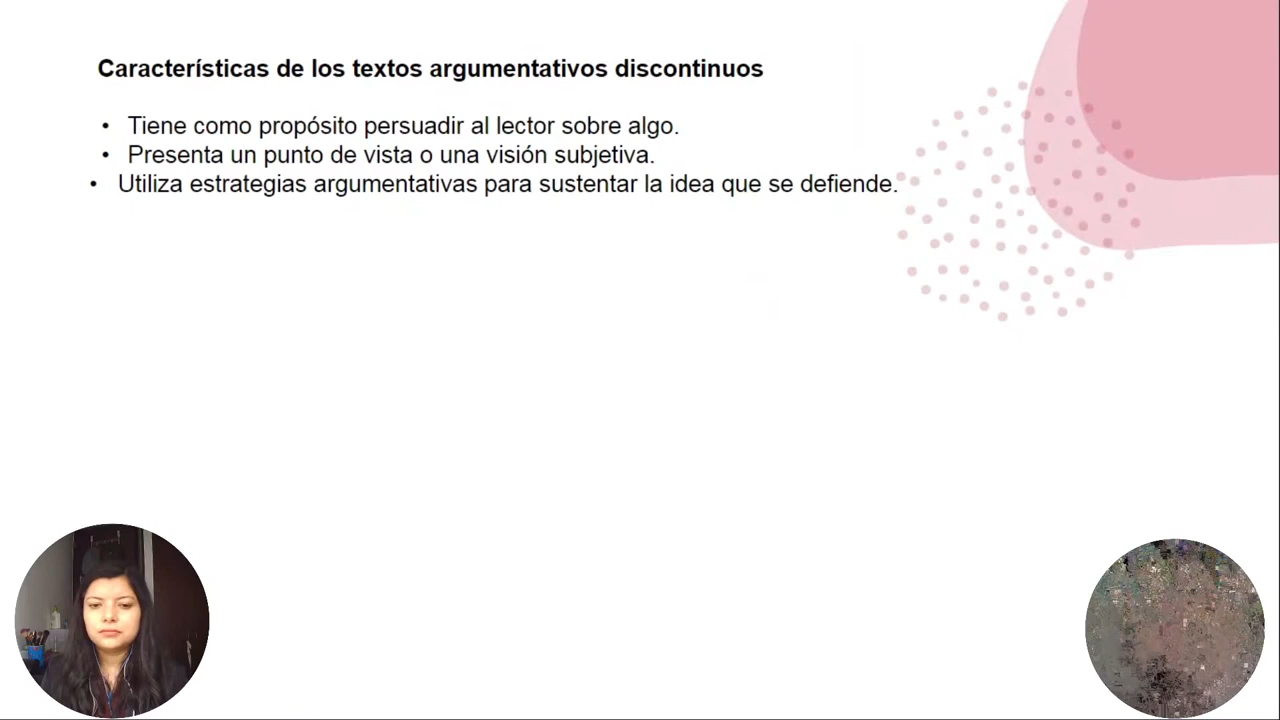 Características de los textos argumentativos discontinuos
• Tiene como propósito persuadir al lector sobre algo.
• Presenta un punto de vista o una visión subjetiva.
• Utiliza estrategias argumentativas para sustentar la idea que se defiende.